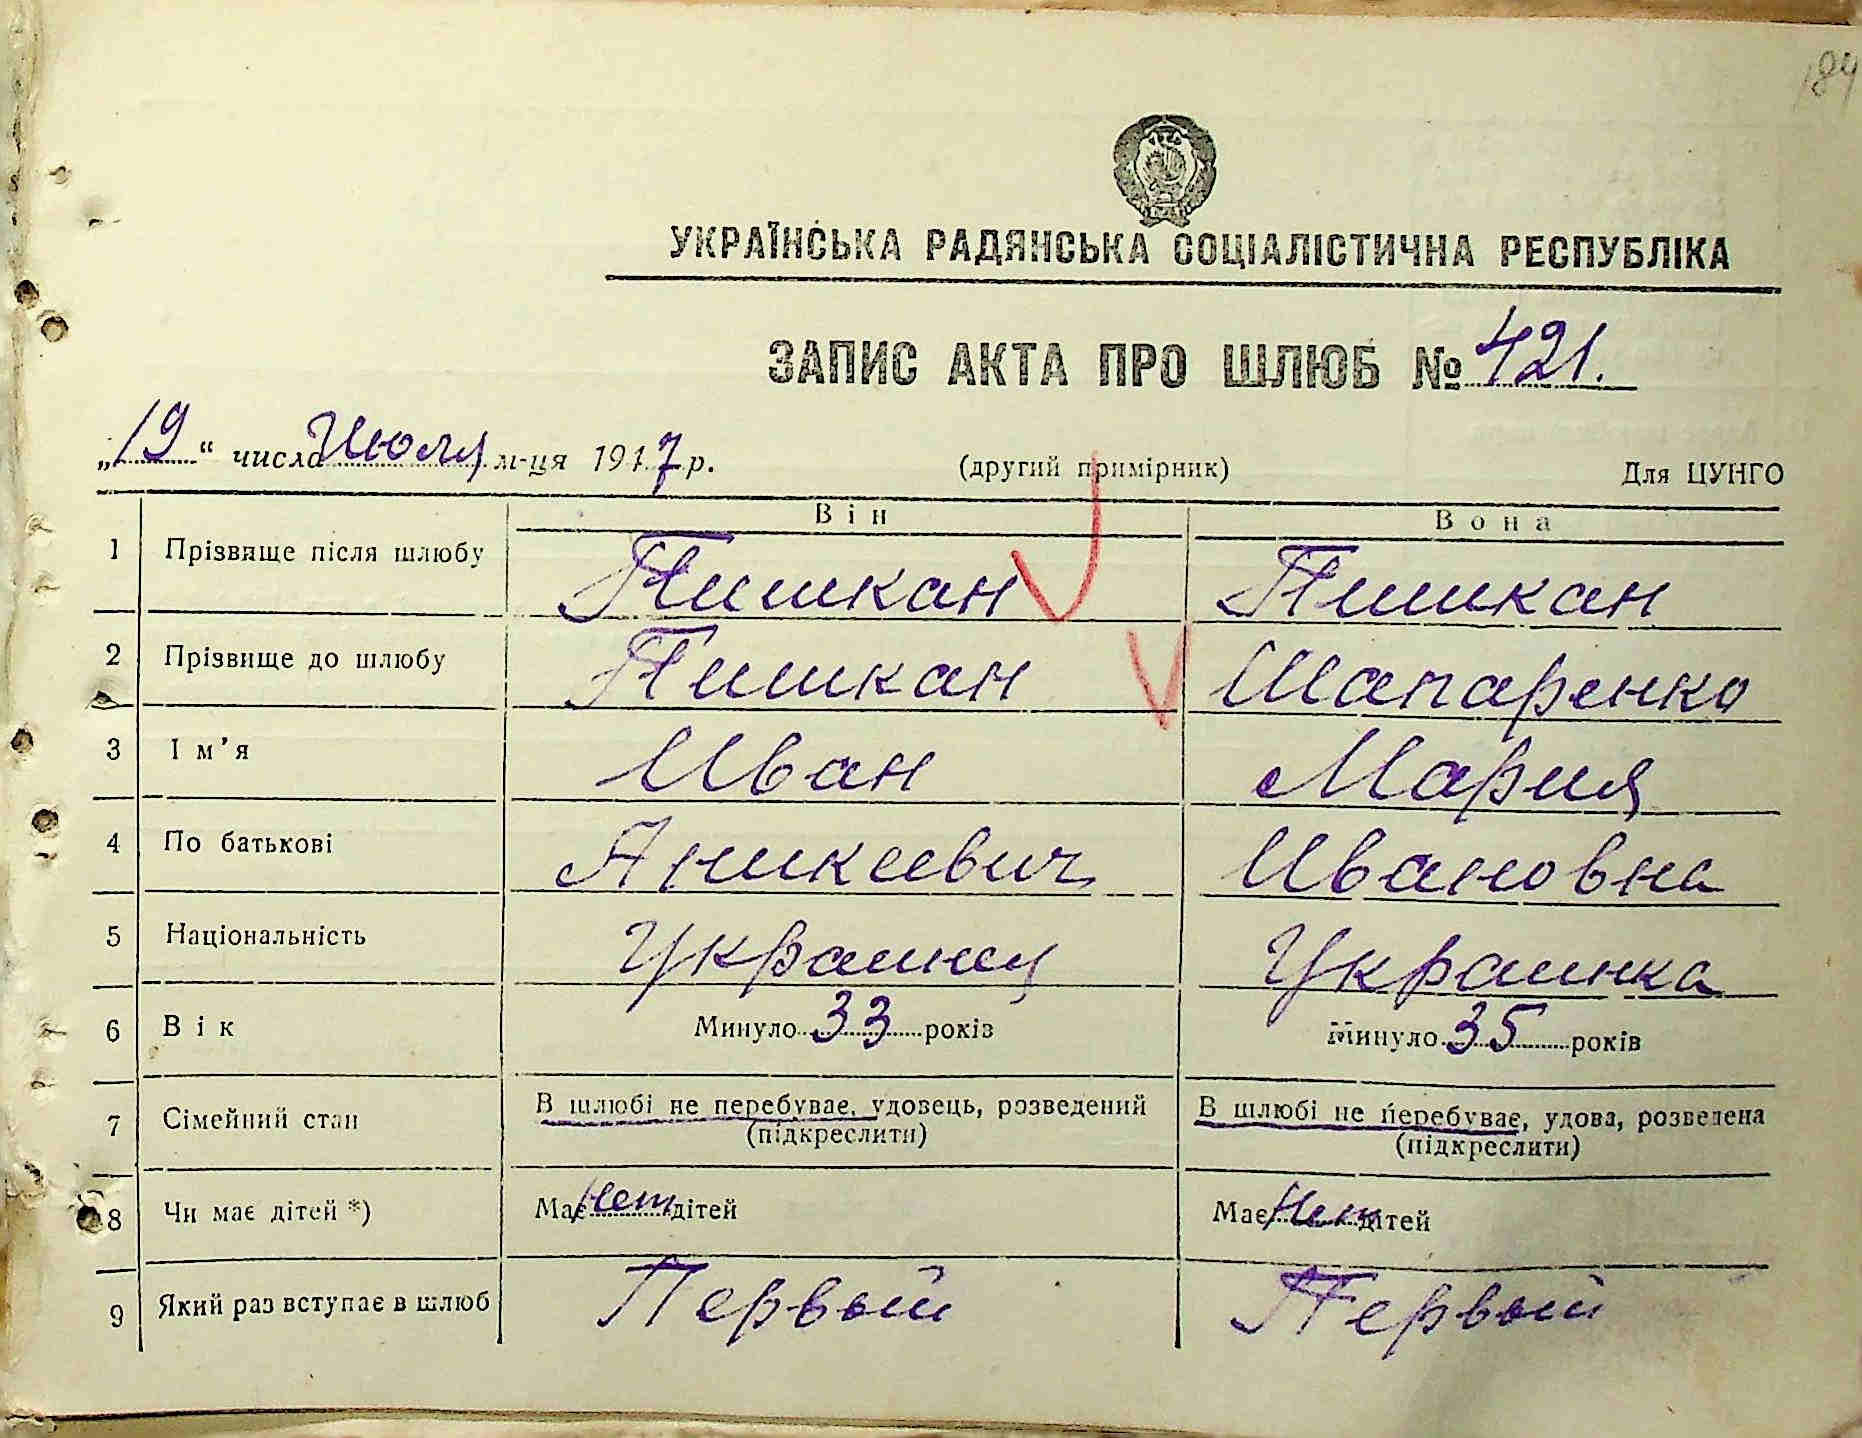 184
УКРАЇНСЬКА РАДЯНСЬКА СОЦІАЛІСТИЧНА РЕСПУБЛІКА
ЗАПИС АКТА ПРО ШЛЮБ № 421.
„19“ числа Июля м-ця 1947 р. (другий примірник) Для ЦУНГО
Він Вона
1 Прізвище після шлюбу Пишкан Пишкан
2 Прізвище до шлюбу Пишкан Шапаренко
3 Ім’я Иван Мария
4 По батькові Аникеевич Ивановна
5 Національність Украинец Украинка
6 Вік Минуло 33 років Минуло 35 років
7 Сімейний стан В шлюбі не перебуває, удовець, розведений В шлюбі не перебуває, удова, розведена
(підкреслити) (підкреслити)
8 Чи має дітей *) Має Нет дітей Має Нет дітей
9 Який раз вступає в шлюб Первый Первый